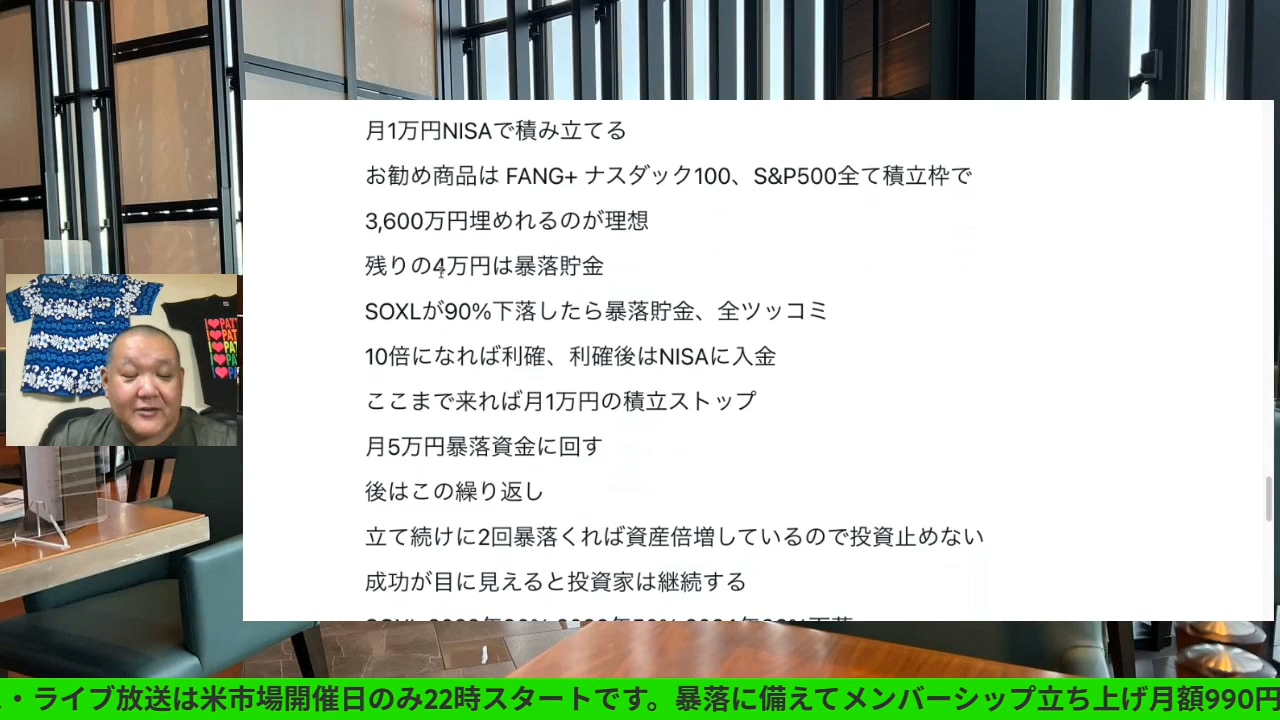 月1万円NISAで積み立てる
お勧め商品は FANG+ ナスダック100、S&P500全て積立枠で
3,600万円埋めれるのが理想
残りの4万円は暴落貯金
SOXLが90%下落したら暴落貯金、全ツッコミ
10倍になれば利確、利確後はNISAに入金
ここまで来れば月1万円の積立ストップ
月5万円暴落資金に回す
後はこの繰り返し
立て続けに2回暴落くれば資産倍増しているので投資止めない
成功が目に見えると投資家は継続する
・ライブ放送は米市場開催日のみ22時スタートです。暴落に備えてメンバーシップ立ち上げ月額990円